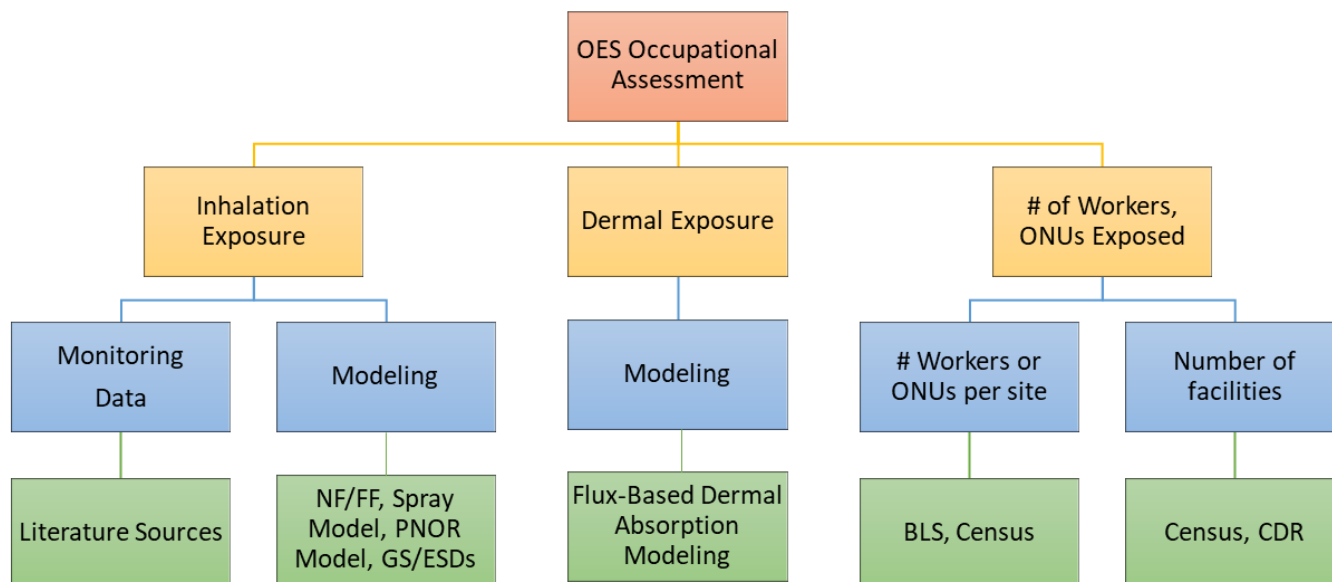 OES Occupational
Assessment
Inhalation
Exposure
Dermal Exposure
# of Workers,
ONUs Exposed
Monitoring
Data
Modeling
Modeling
# Workers or
ONUs per site
Number of
facilities
Literature Sources
NF/FF, Spray
Model, PNOR
Model, GS/ESDs
Flux-Based Dermal
Absorption
Modeling
BLS, Census
Census, CDR